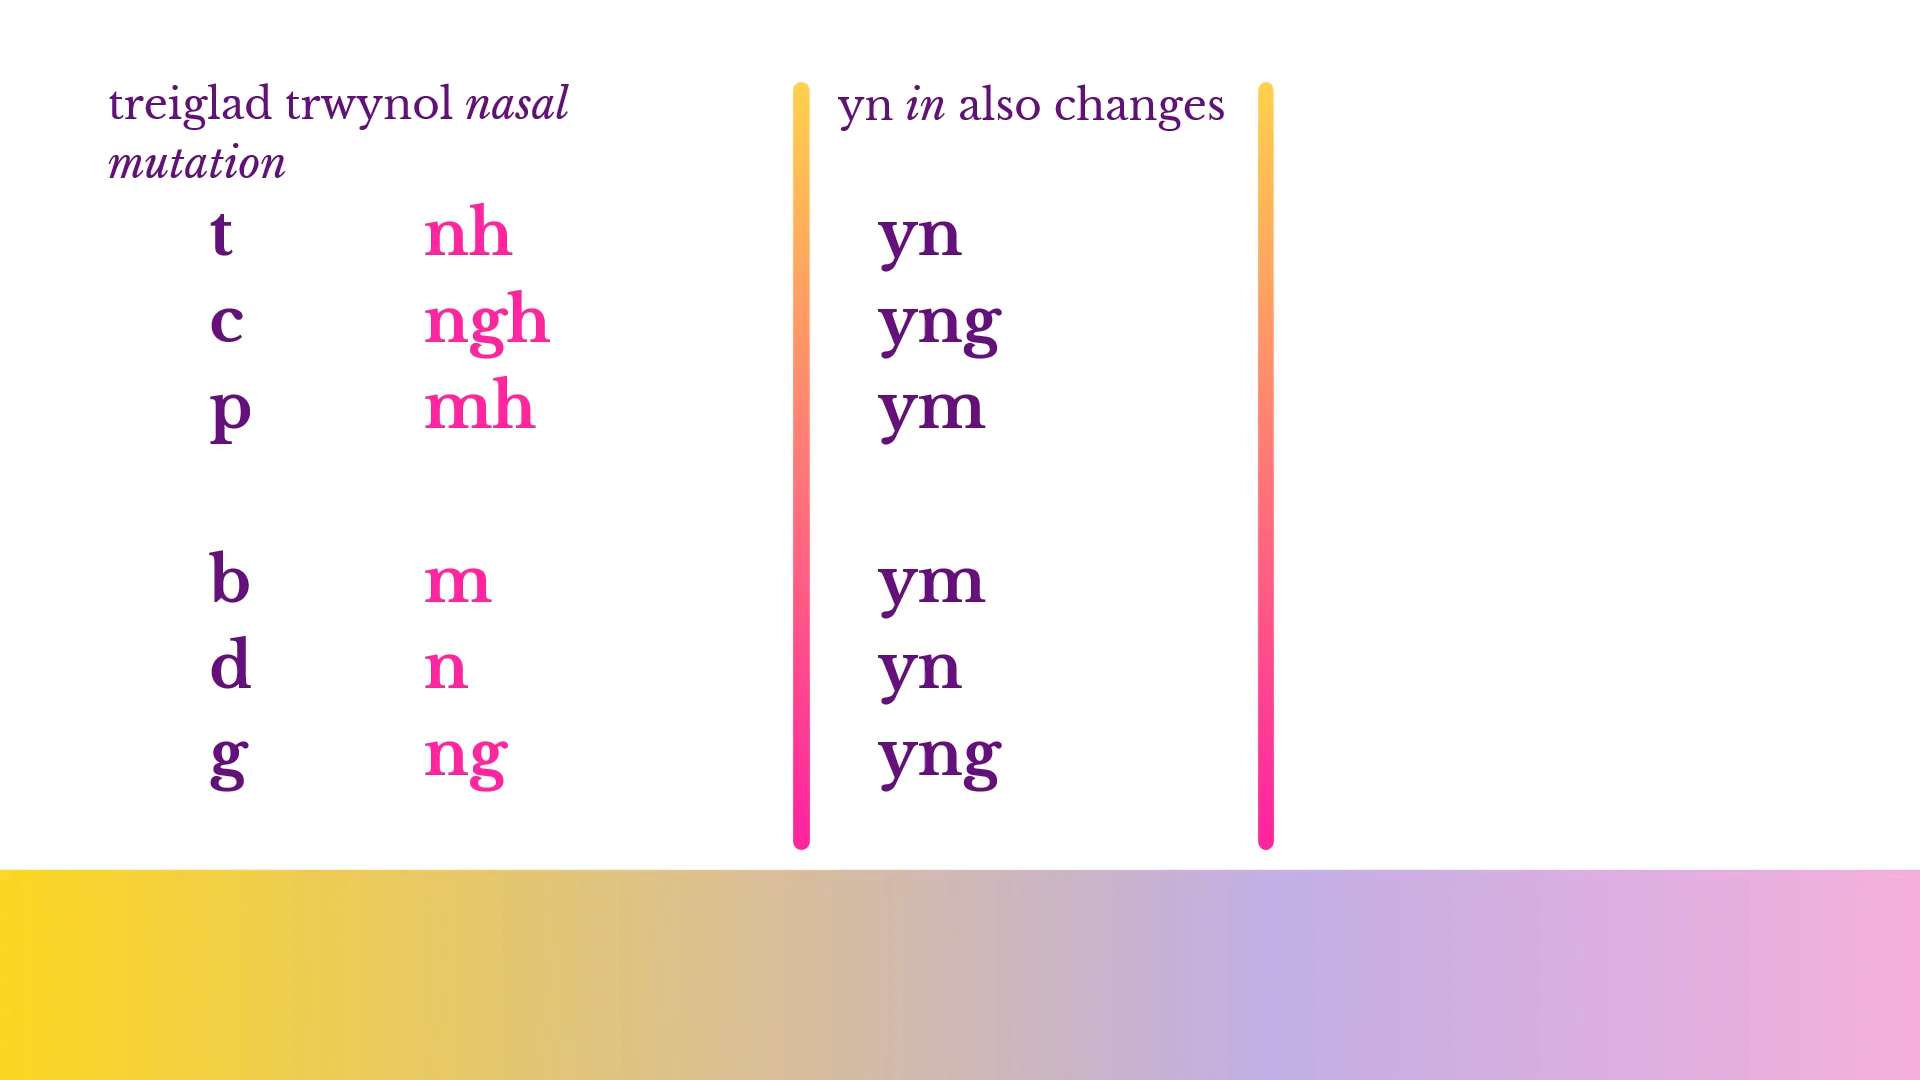 treiglad trwynol nasal
mutation
yn in also changes
t nh yn
c ngh yng
p mh ym
b m ym
d n yn
g ng yng